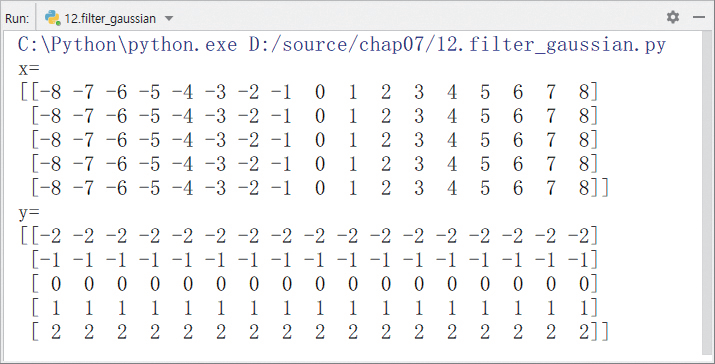 Run: 12.filter_gaussian
C:\Python\python.exe D:/source/chap07/12.filter_gaussian.py
x=
[[-8 -7 -6 -5 -4 -3 -2 -1  0  1  2  3  4  5  6  7  8]
 [-8 -7 -6 -5 -4 -3 -2 -1  0  1  2  3  4  5  6  7  8]
 [-8 -7 -6 -5 -4 -3 -2 -1  0  1  2  3  4  5  6  7  8]
 [-8 -7 -6 -5 -4 -3 -2 -1  0  1  2  3  4  5  6  7  8]
 [-8 -7 -6 -5 -4 -3 -2 -1  0  1  2  3  4  5  6  7  8]]
y=
[[-2 -2 -2 -2 -2 -2 -2 -2 -2 -2 -2 -2 -2 -2 -2 -2 -2]
 [-1 -1 -1 -1 -1 -1 -1 -1 -1 -1 -1 -1 -1 -1 -1 -1 -1]
 [ 0  0  0  0  0  0  0  0  0  0  0  0  0  0  0  0  0]
 [ 1  1  1  1  1  1  1  1  1  1  1  1  1  1  1  1  1]
 [ 2  2  2  2  2  2  2  2  2  2  2  2  2  2  2  2  2]]